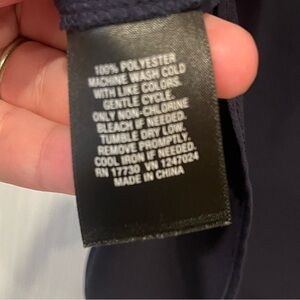 100% POLYESTER
MACHINE WASH COLD
WITH LIKE COLORS.
GENTLE CYCLE.
ONLY NON-CHLORINE
BLEACH IF NEEDED.
TUMBLE DRY LOW.
REMOVE PROMPTLY.
COOL IRON IF NEEDED.
RN 17730 VN 1247024
MADE IN CHINA